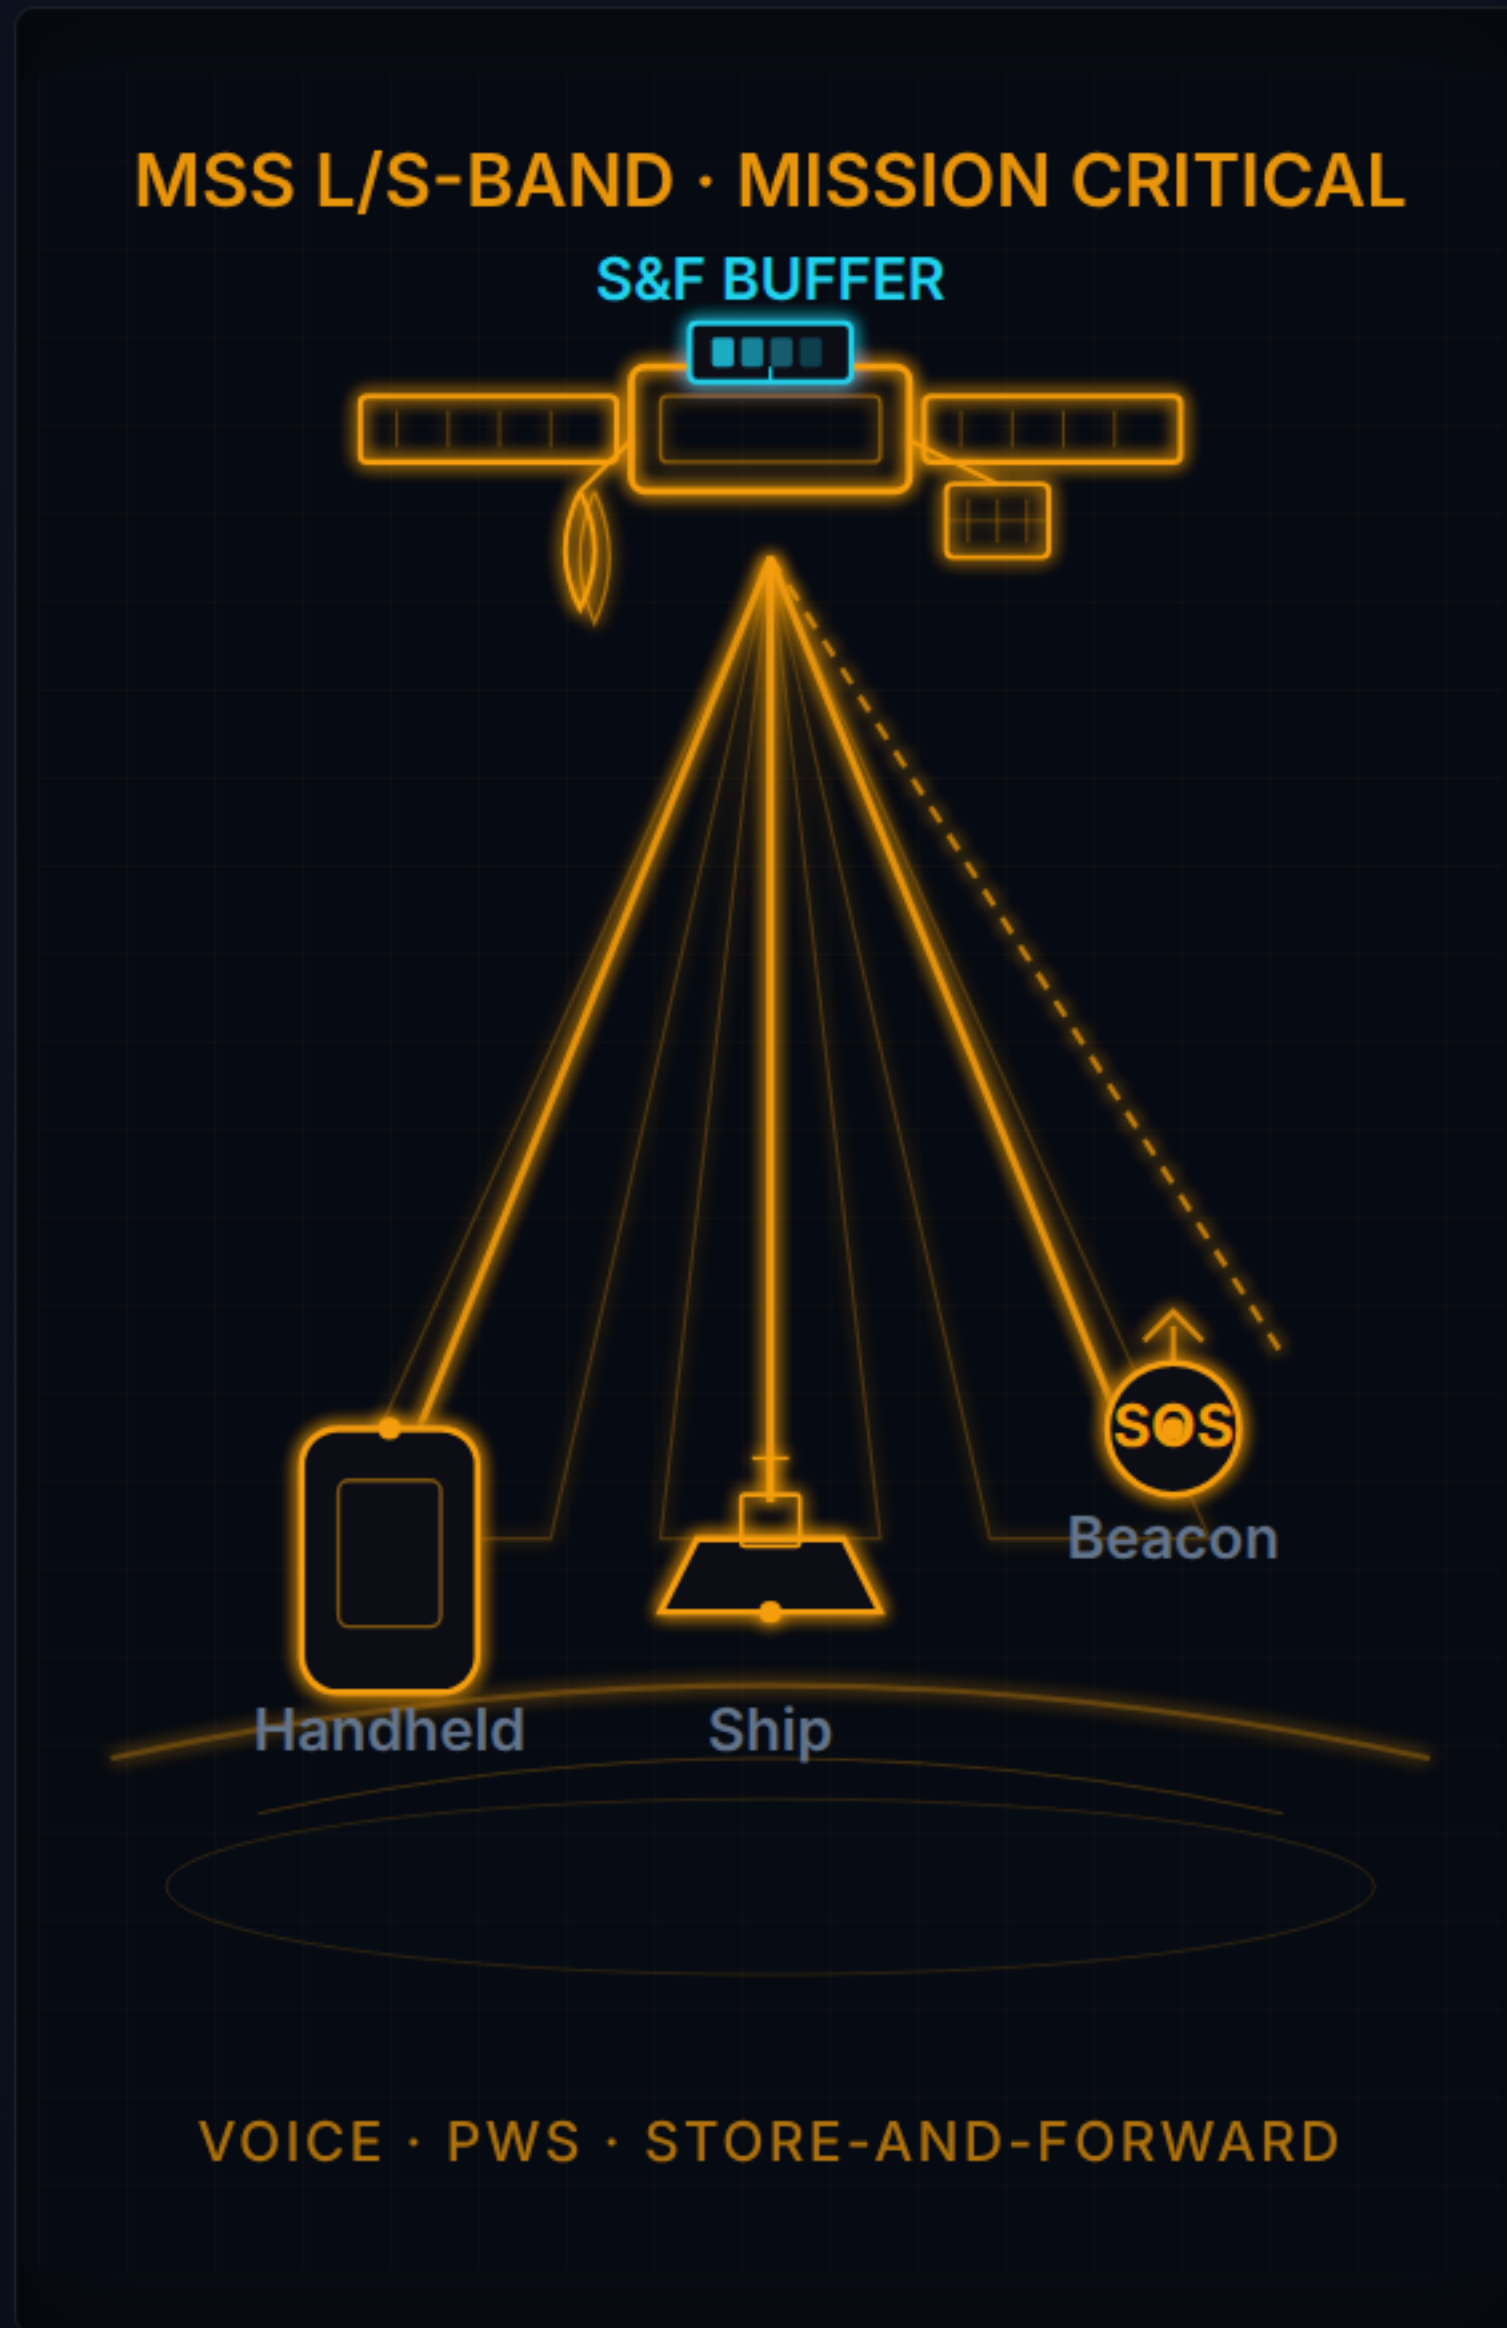 MSS L/S-BAND · MISSION CRITICAL
S&F BUFFER
SOS
Beacon
Handheld
Ship
VOICE · PWS · STORE-AND-FORWARD